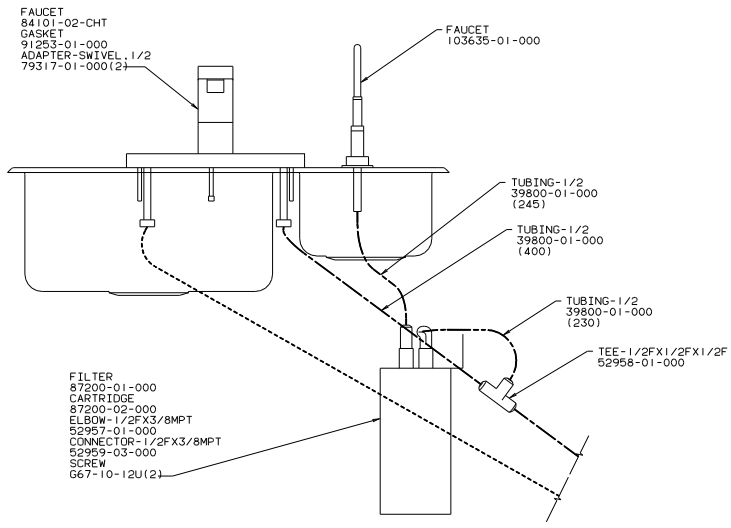 FAUCET
84101-02-CHT
GASKET
91253-01-000
ADAPTER-SWIVEL,1/2
79317-01-000(2)
FAUCET
103635-01-000
TUBING-1/2
39800-01-000
(245)
TUBING-1/2
39800-01-000
(400)
TUBING-1/2
39800-01-000
(230)
TEE-1/2FX1/2FX1/2F
52958-01-000
FILTER
87200-01-000
CARTRIDGE
87200-02-000
ELBOW-1/2FX3/8MPT
52957-01-000
CONNECTOR-1/2FX3/8MPT
52959-03-000
SCREW
G67-10-12U(2)